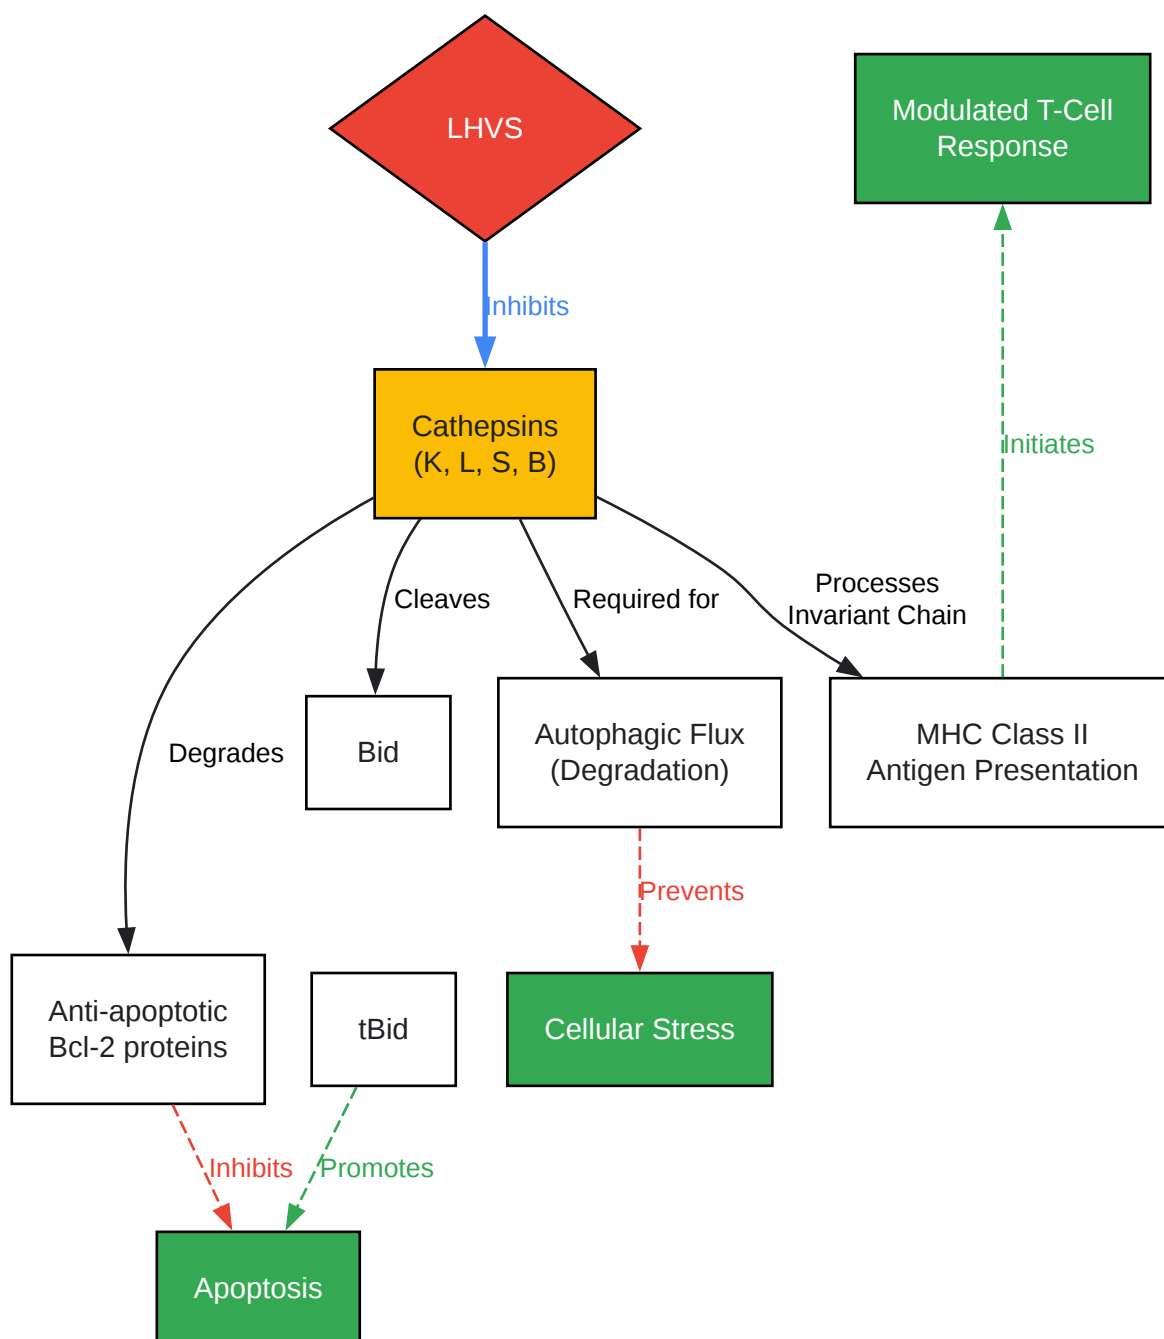 LHVS
Modulated T-Cell
Response
Inhibits
Cathepsins
(K, L, S, B)
Initiates
Cleaves
Required for
Processes
Invariant Chain
Degrades
Bid
Autophagic Flux
(Degradation)
MHC Class II
Antigen Presentation
Prevents
Anti-apoptotic
Bcl-2 proteins
tBid
Cellular Stress
Inhibits
Promotes
Apoptosis